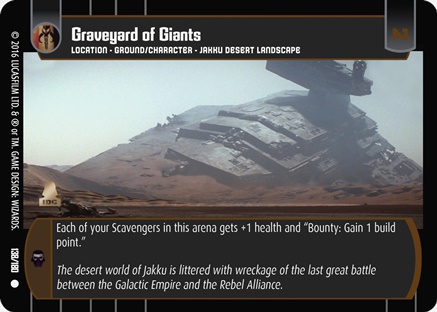 Graveyard of Giants
LOCATION - GROUND/CHARACTER - JAKKU DESERT LANDSCAPE
Each of your Scavengers in this arena gets +1 health and “Bounty: Gain 1 build
point.”
The desert world of Jakku is littered with wreckage of the last great battle
between the Galactic Empire and the Rebel Alliance.
© 2016 LUCASFILM LTD. & ® or TM. GAME DESIGN: WIZARDS.